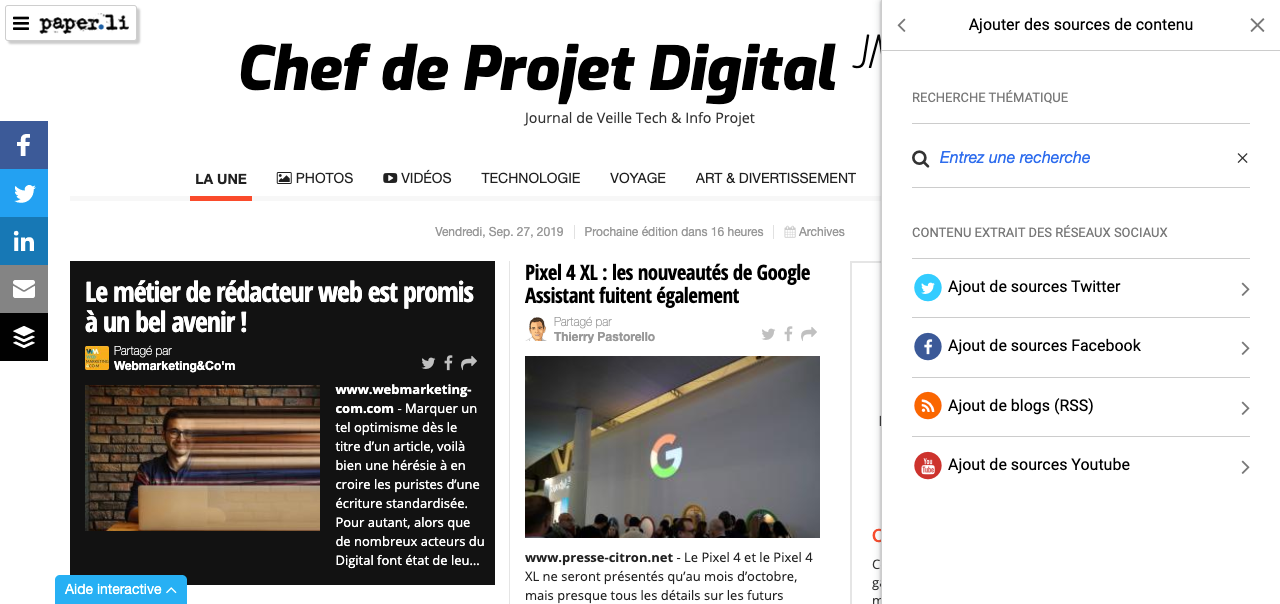 paper.li
Chef de Projet Digital
Journal de Veille Tech & Info Projet
LA UNE
PHOTOS
VIDÉOS
TECHNOLOGIE
VOYAGE
ART & DIVERTISSEMENT
Vendredi, Sep. 27, 2019
Prochaine édition dans 16 heures
Archives
Le métier de rédacteur web est promis
à un bel avenir !
Partagé par
Webmarketing&Co'm
www.webmarketing-
com.com - Marquer un
tel optimisme dès le
titre d’un article, voilà
bien une hérésie à en
croire les puristes d’une
écriture standardisée.
Pour autant, alors que
de nombreux acteurs du
Digital font état de leu...
Pixel 4 XL : les nouveautés de Google
Assistant fuitent également
Partagé par
Thierry Pastorello
www.presse-citron.net - Le Pixel 4 et le Pixel 4
XL ne seront présentés qu’au mois d’octobre,
mais presque tous les détails sur les futurs
Aide interactive
Ajouter des sources de contenu
RECHERCHE THÉMATIQUE
Entrez une recherche
CONTENU EXTRAIT DES RÉSEAUX SOCIAUX
Ajout de sources Twitter
Ajout de sources Facebook
Ajout de blogs (RSS)
Ajout de sources Youtube